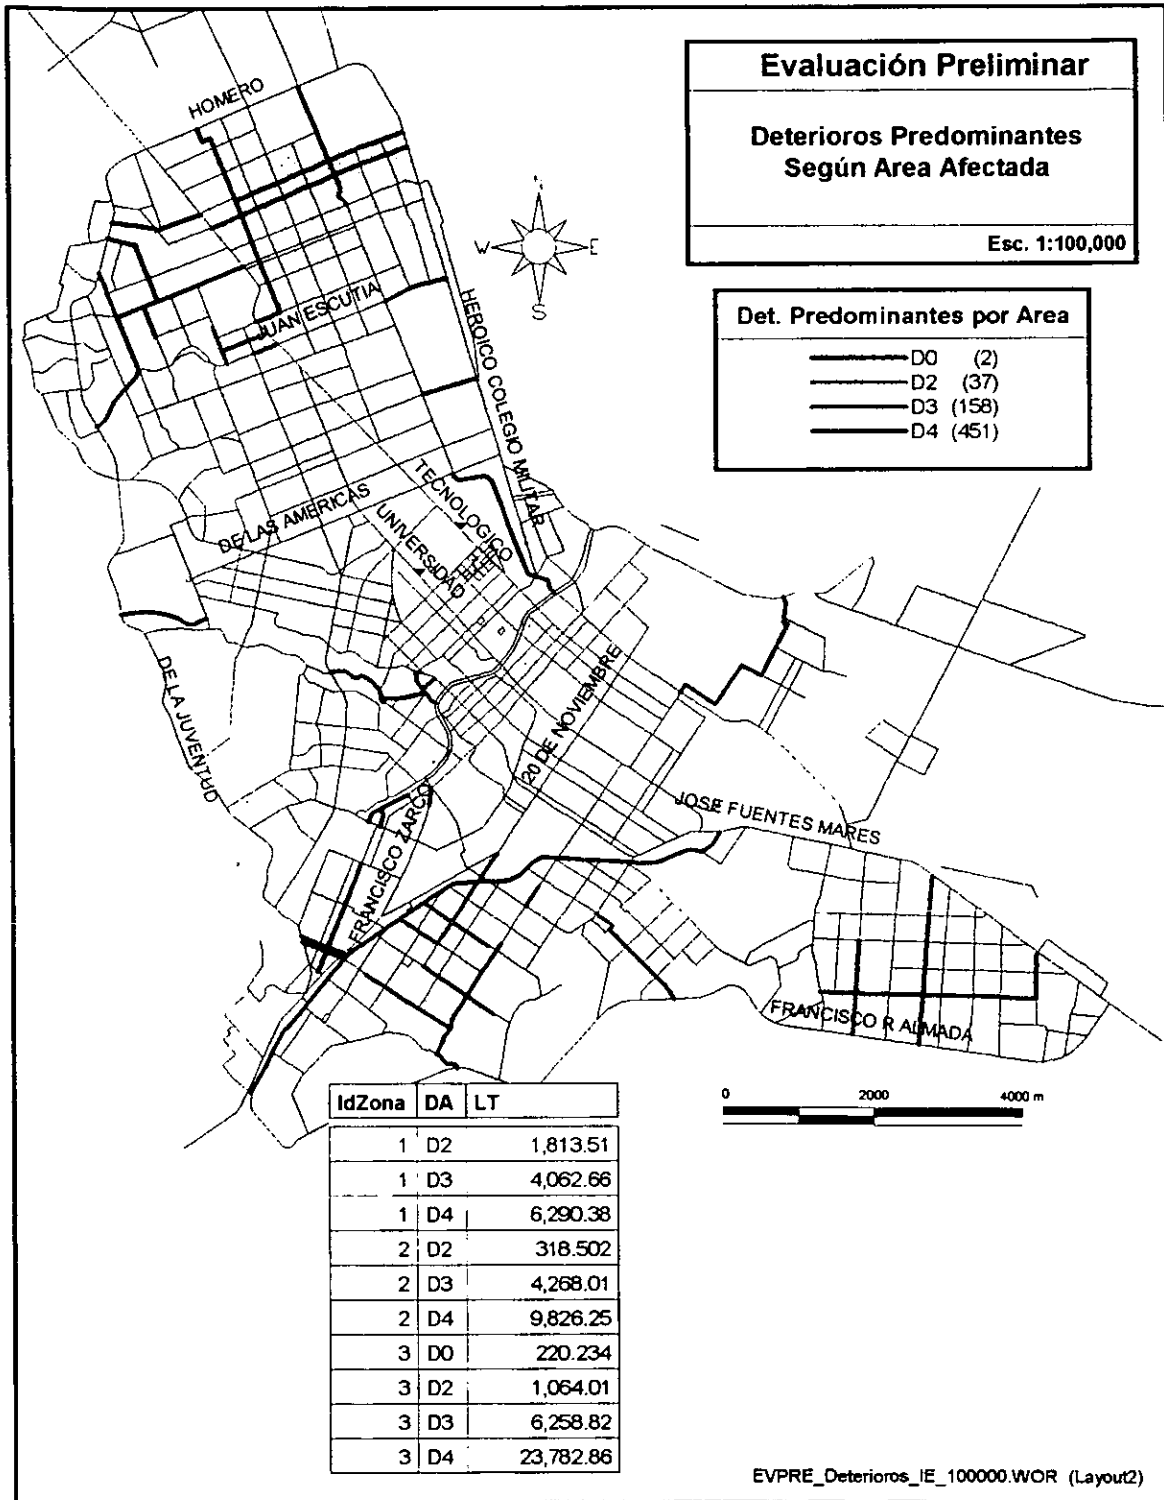 Evaluación Preliminar
Deterioros Predominantes
Según Area Afectada
Esc. 1:100,000
HOMERO
N
W E
S
JUAN ESCUTIA
HEROICO COLEGIO MILITAR
Det. Predominantes por Area
D0 (2)
D2 (37)
D3 (158)
D4 (451)
TECNOLOGICO
DE LAS AMERICAS
UNIVERSIDAD
DE LA JUVENTUD
20 DE NOVIEMBRE
JOSE FUENTES MARES
FRANCISCO ZARCO
FRANCISCO R ALMADA
0 2000 4000 m
IdZona DA LT
1 D2 1,813.51
1 D3 4,062.66
1 D4 6,290.38
2 D2 318.502
2 D3 4,268.01
2 D4 9,826.25
3 D0 220.234
3 D2 1,064.01
3 D3 6,258.82
3 D4 23,782.86
EVPRE_Deterioros_IE_100000.WOR (Layout2)